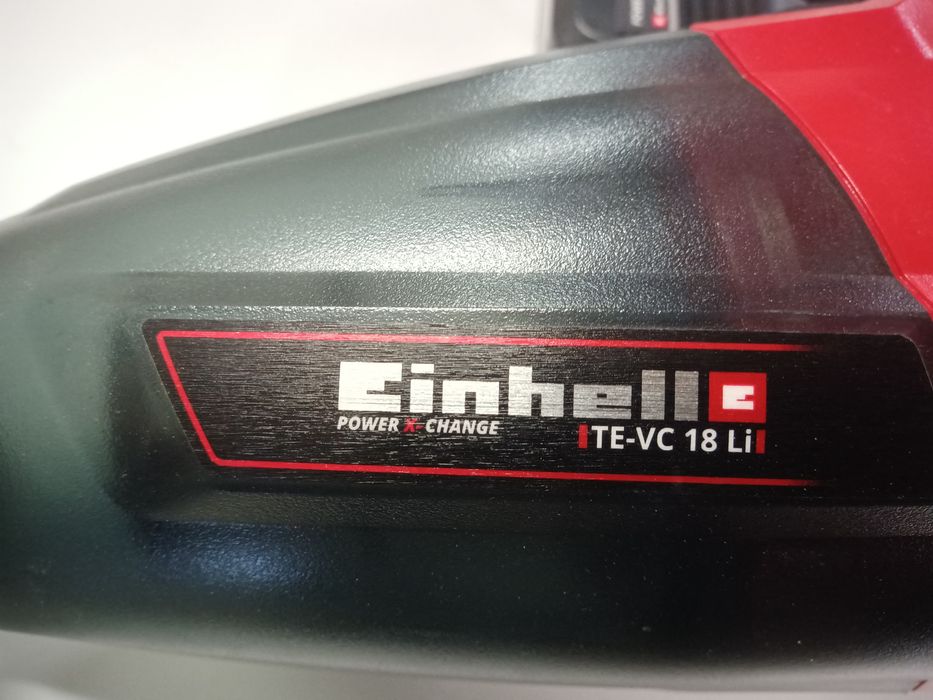 Einhell
POWER X-CHANGE
TE-VC 18 Li